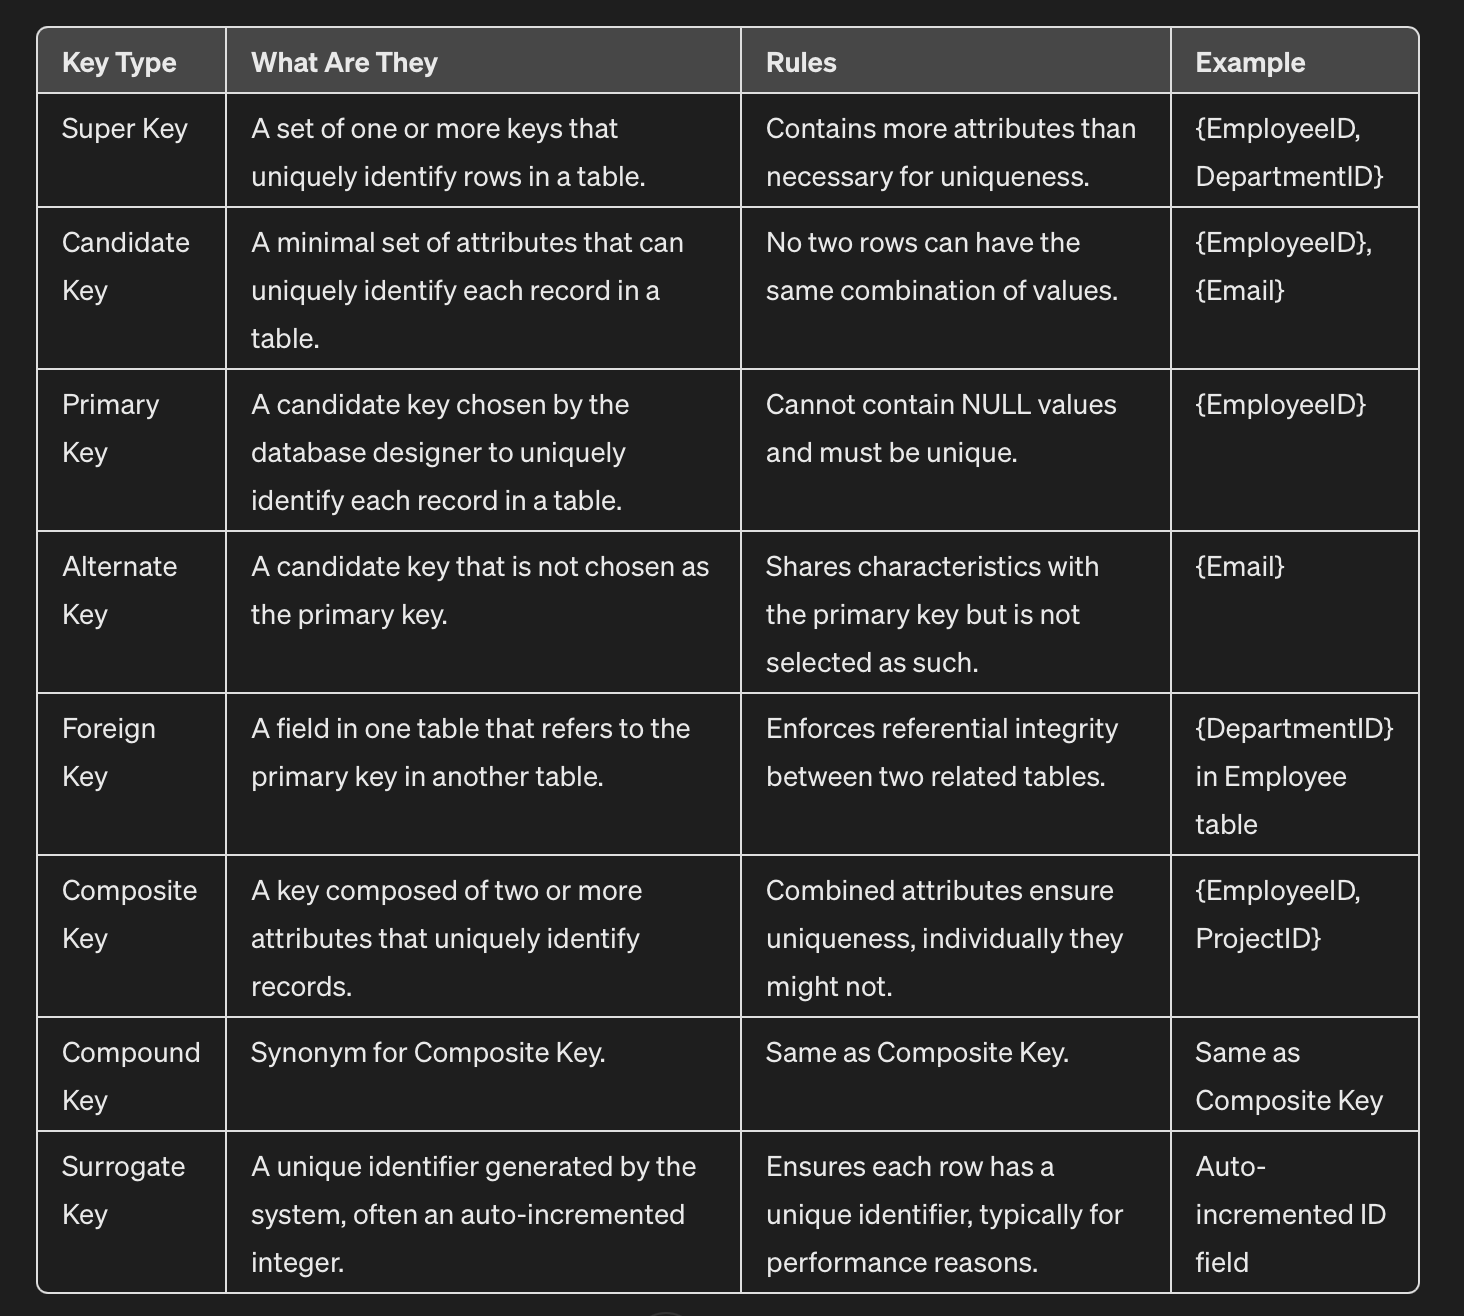 Key Type
What Are They
Rules
Example
Super Key
A set of one or more keys that
uniquely identify rows in a table.
Contains more attributes than
necessary for uniqueness.
{EmployeeID,
DepartmentID}
Candidate
Key
A minimal set of attributes that can
uniquely identify each record in a
table.
No two rows can have the
same combination of values.
{EmployeeID},
{Email}
Primary
Key
A candidate key chosen by the
database designer to uniquely
identify each record in a table.
Cannot contain NULL values
and must be unique.
{EmployeeID}
Alternate
Key
A candidate key that is not chosen as
the primary key.
Shares characteristics with
the primary key but is not
selected as such.
{Email}
Foreign
Key
A field in one table that refers to the
primary key in another table.
Enforces referential integrity
between two related tables.
{DepartmentID}
in Employee
table
Composite
Key
A key composed of two or more
attributes that uniquely identify
records.
Combined attributes ensure
uniqueness, individually they
might not.
{EmployeeID,
ProjectID}
Compound
Key
Synonym for Composite Key.
Same as Composite Key.
Same as
Composite Key
Surrogate
Key
A unique identifier generated by the
system, often an auto-incremented
integer.
Ensures each row has a
unique identifier, typically for
performance reasons.
Auto-
incremented ID
field